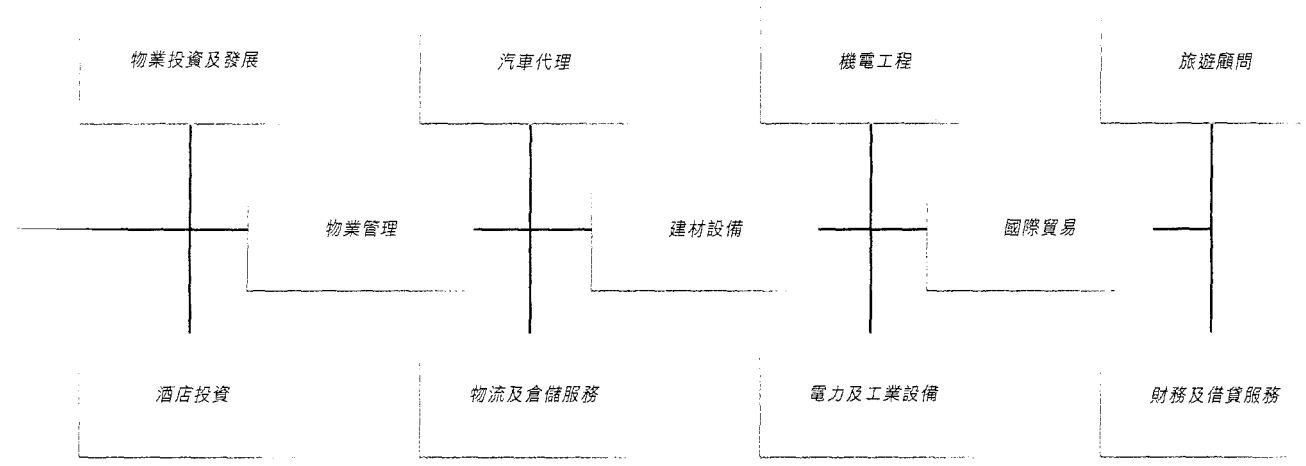 物業投資及發展
汽車代理
機電工程
旅遊顧問
物業管理
建材設備
國際貿易
酒店投資
物流及倉儲服務
電力及工業設備
財務及借貸服務